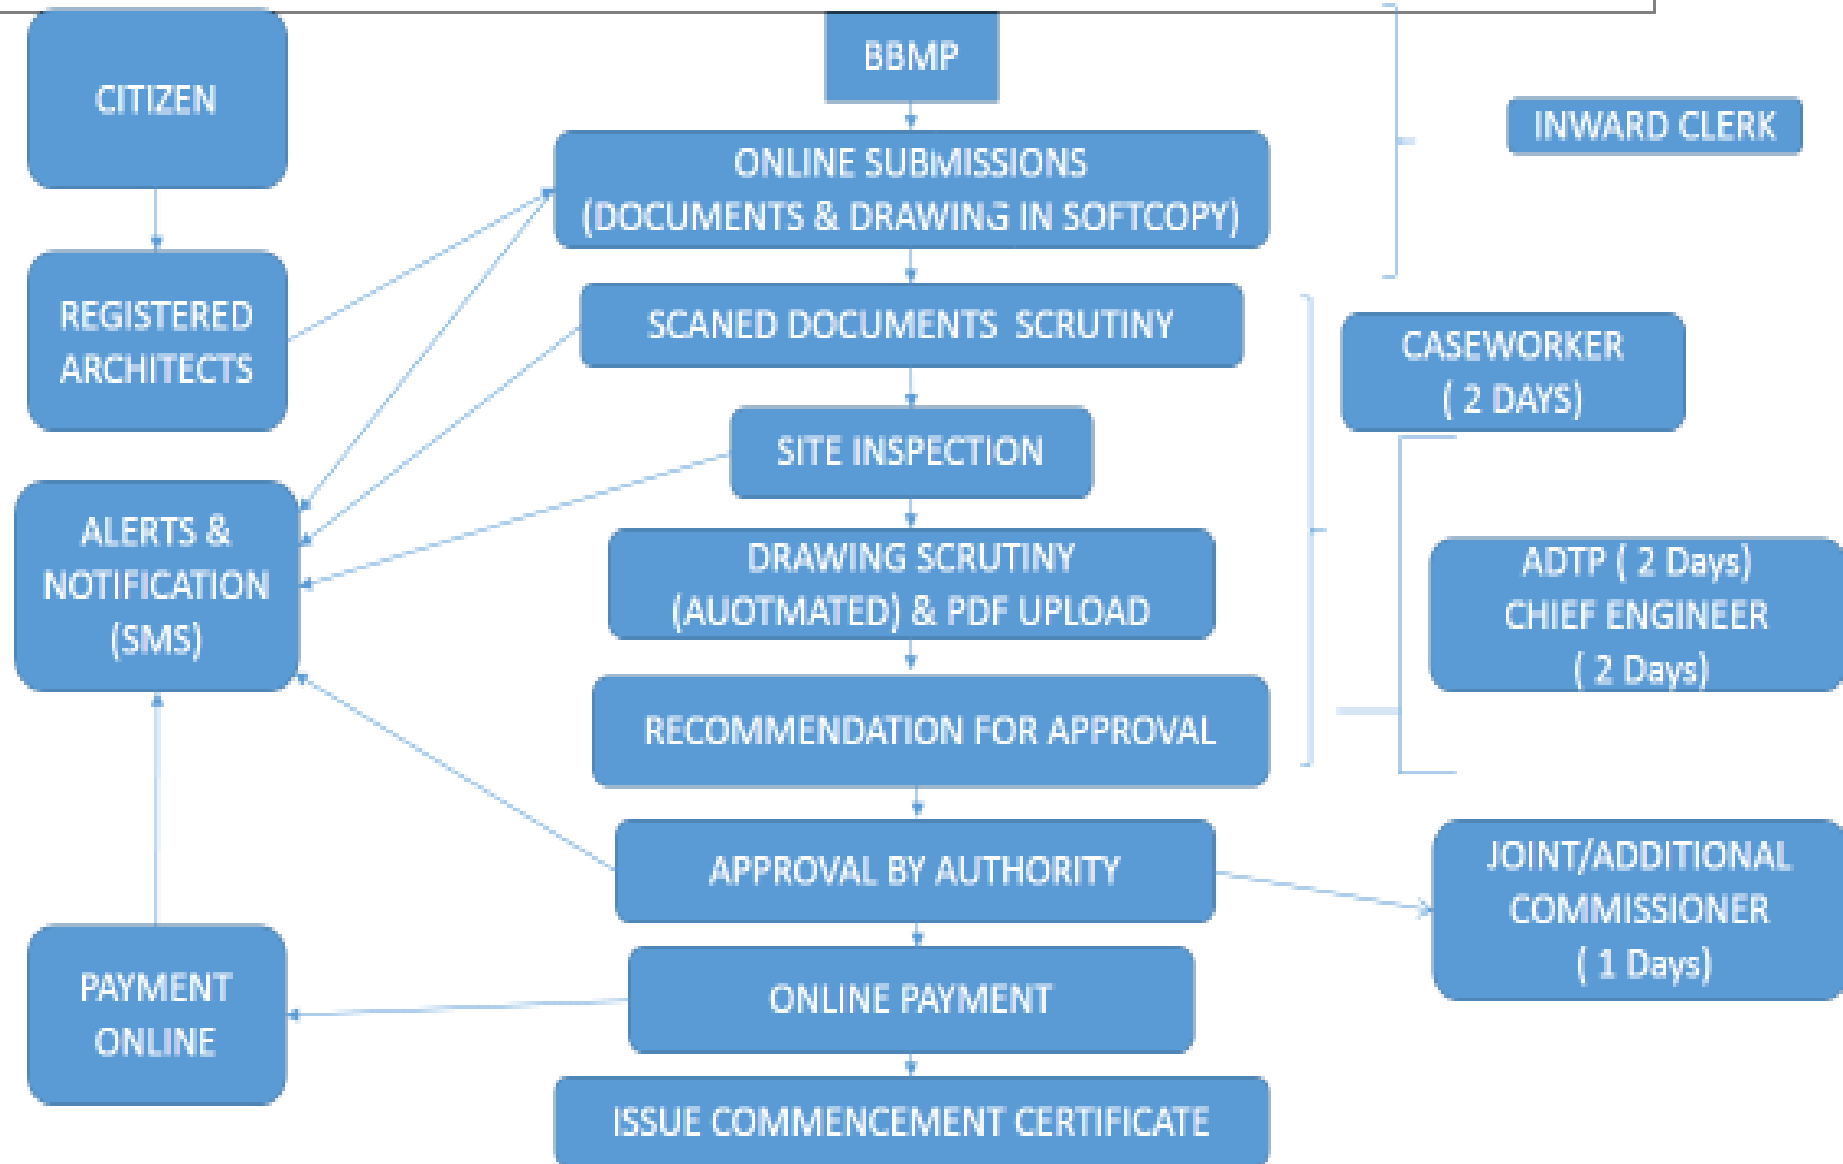 CITIZEN
REGISTERED
ARCHITECTS
ALERTS &
NOTIFICATION
(SMS)
PAYMENT
ONLINE
BBMP
ONLINE SUBMISSIONS
(DOCUMENTS & DRAWING IN SOFTCOPY)
SCANED DOCUMENTS SCRUTINY
SITE INSPECTION
DRAWING SCRUTINY
(AUOTMATED) & PDF UPLOAD
RECOMMENDATION FOR APPROVAL
APPROVAL BY AUTHORITY
ONLINE PAYMENT
ISSUE COMMENCEMENT CERTIFICATE
INWARD CLERK
CASEWORKER
( 2 DAYS)
ADTP ( 2 Days)
CHIEF ENGINEER
( 2 Days)
JOINT/ADDITIONAL
COMMISSIONER
( 1 Days)